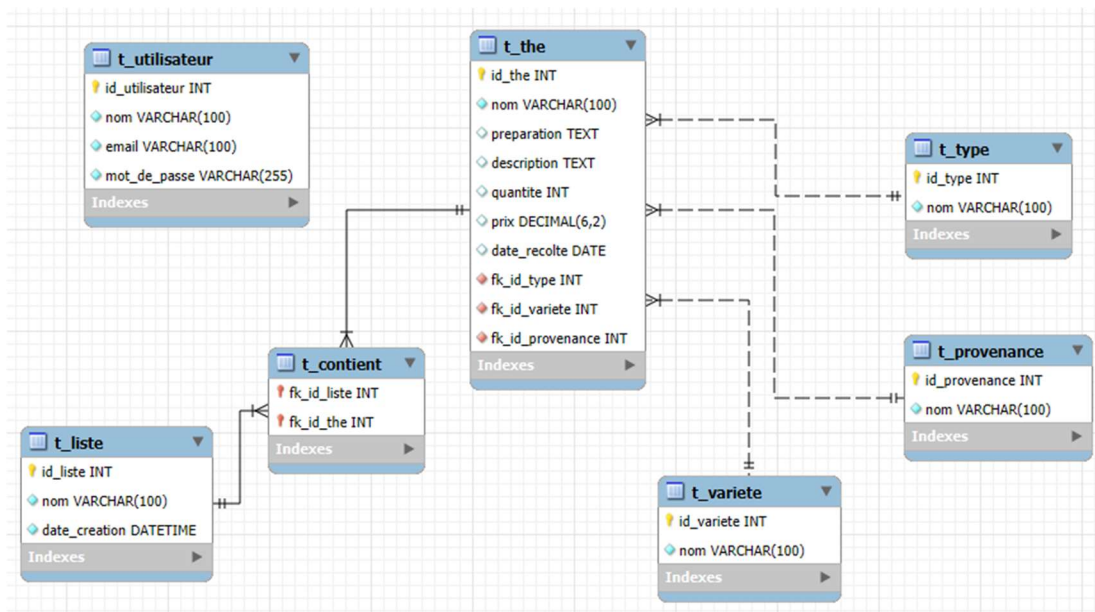 t_utilisateur
id_utilisateur INT
nom VARCHAR(100)
email VARCHAR(100)
mot_de_passe VARCHAR(255)
Indexes
t_the
id_the INT
nom VARCHAR(100)
preparation TEXT
description TEXT
quantite INT
prix DECIMAL(6,2)
date_recolte DATE
fk_id_type INT
fk_id_variete INT
fk_id_provenance INT
Indexes
t_type
id_type INT
nom VARCHAR(100)
Indexes
t_contient
fk_id_liste INT
fk_id_the INT
Indexes
t_provenance
id_provenance INT
nom VARCHAR(100)
Indexes
t_liste
id_liste INT
nom VARCHAR(100)
date_creation DATETIME
Indexes
t_variete
id_variete INT
nom VARCHAR(100)
Indexes